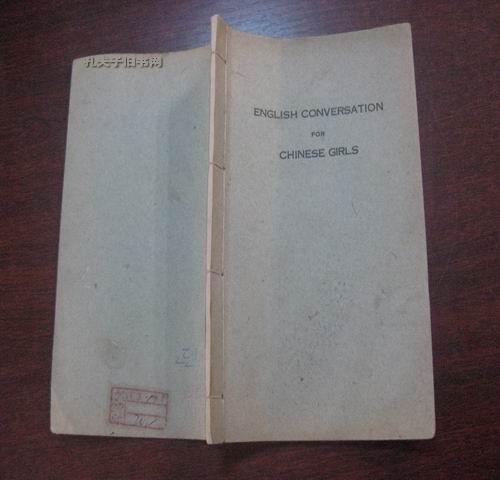 孔夫子旧书网
ENGLISH CONVERSATION
FOR
CHINESE GIRLS